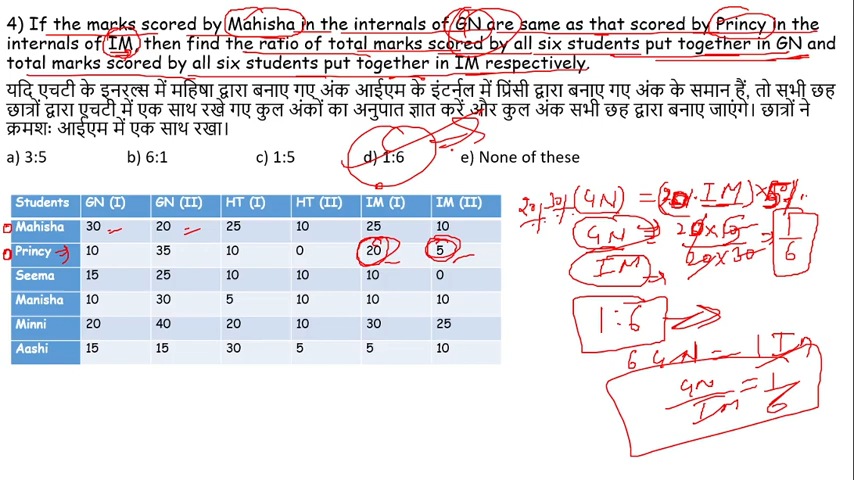 4) If the marks scored by Mahisha in the internals of GN are same as that scored by Princy in the
internals of IM, then find the ratio of total marks scored by all six students put together in GN and
total marks scored by all six students put together in IM respectively.
यदि एचटी के इनरल्स में महिषा द्वारा बनाए गए अंक आईएम के इंटर्नल में प्रिंसी द्वारा बनाए गए अंक के समान हैं, तो सभी छह
छात्रों द्वारा एचटी में एक साथ रखे गए कुल अंकों का अनुपात ज्ञात करें और कुल अंक सभी छह द्वारा बनाए जाएंगे। छात्रों ने
क्रमशः आईएम में एक साथ रखा।
a) 3:5 b) 6:1 c) 1:5 d) 1:6 e) None of these
Students GN (I) GN (II) HT (I) HT (II) IM (I) IM (II)
Mahisha 30 20 25 10 25 10
Princy 10 35 10 0 20 5
Seema 15 25 10 10 10 0
Manisha 10 30 5 10 10 10
Minni 20 40 20 10 30 25
Aashi 15 15 30 5 5 10
(GN) = IM) ×
GN
IM
1
6
1:6
6 GN = 1 IM
GN = 1
IM 6